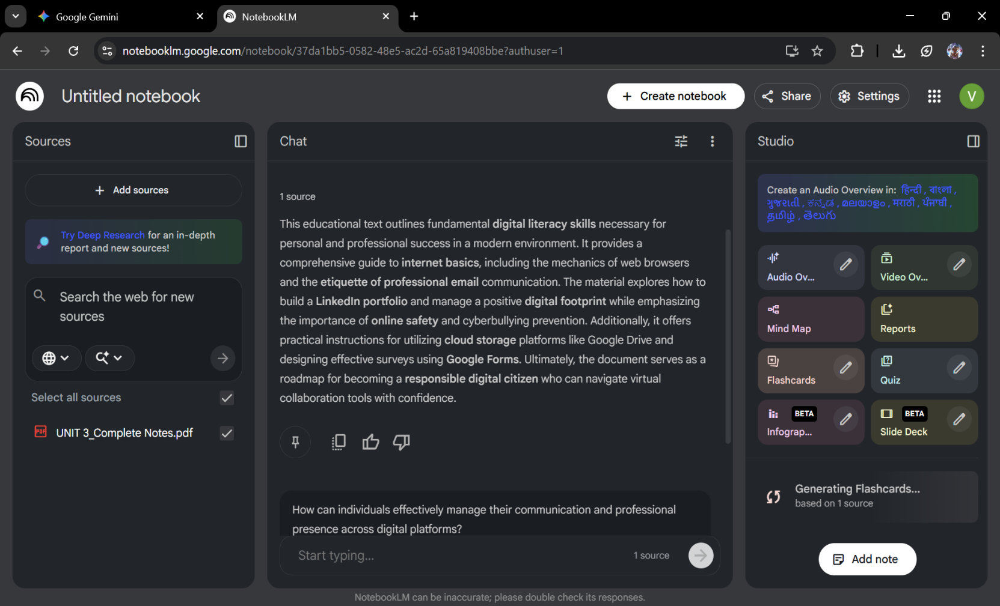 Google Gemini
NotebookLM
notebooklm.google.com/notebook/37da1bb5-0582-48e5-ac2d-65a819408bbe?authuser=1
Untitled notebook
Create notebook
Share
Settings
V
Sources
Add sources
Try Deep Research for an in-depth
report and new sources!
Search the web for new
sources
Select all sources
PDF
UNIT 3_Complete Notes.pdf
Chat
1 source
This educational text outlines fundamental digital literacy skills necessary for
personal and professional success in a modern environment. It provides a
comprehensive guide to internet basics, including the mechanics of web browsers
and the etiquette of professional email communication. The material explores how to
build a LinkedIn portfolio and manage a positive digital footprint while emphasizing
the importance of online safety and cyberbullying prevention. Additionally, it offers
practical instructions for utilizing cloud storage platforms like Google Drive and
designing effective surveys using Google Forms. Ultimately, the document serves as a
roadmap for becoming a responsible digital citizen who can navigate virtual
collaboration tools with confidence.
How can individuals effectively manage their communication and professional
presence across digital platforms?
Start typing...
1 source
Studio
Create an Audio Overview in: हिन्दी, বাংলা,
ગુજરાતી, ಕನ್ನಡ, മലയാളം, मराठी, ਪੰਜਾਬੀ,
தமிழ், తెలుగు
Audio Ov...
Video Ov...
Mind Map
Reports
Flashcards
Quiz
BETA
Infograp...
BETA
Slide Deck
Generating Flashcards...
based on 1 source
Add note
NotebookLM can be inaccurate; please double check its responses.